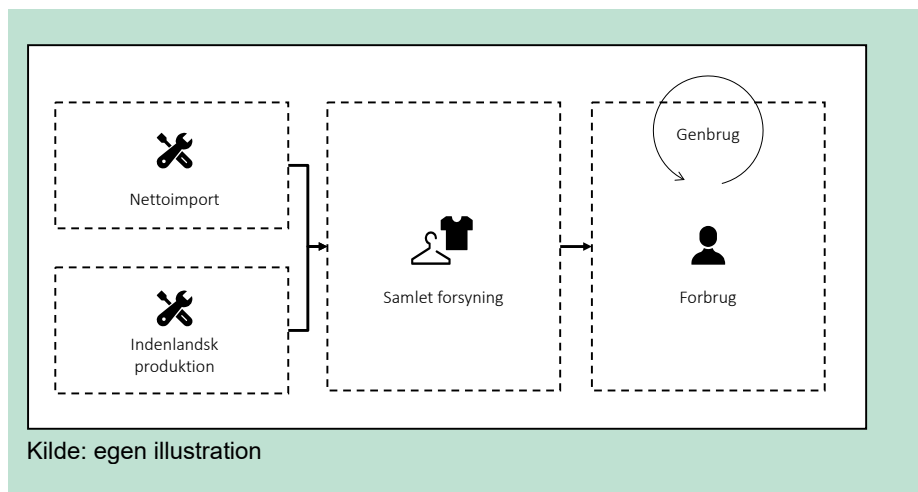 Nettoimport
Indenlandsk
produktion
Samlet forsyning
Genbrug
Forbrug
Kilde: egen illustration